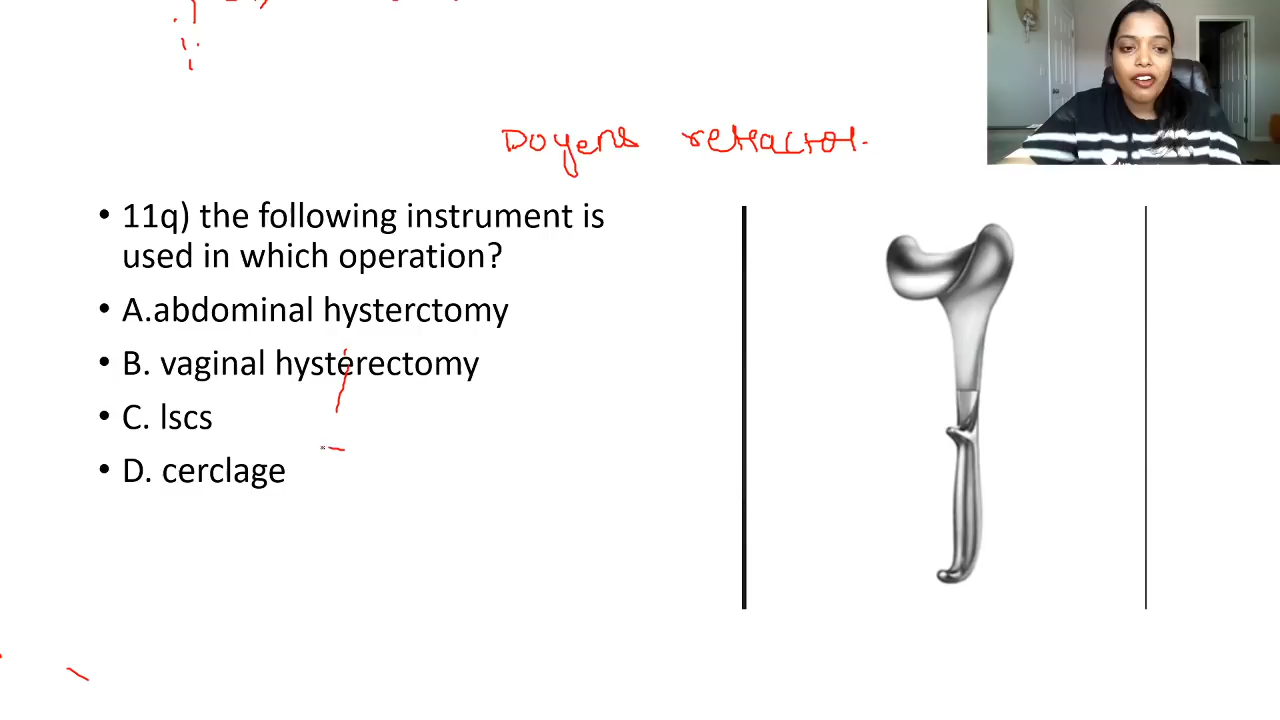 Doyens retractor.
• 11q) the following instrument is
used in which operation?
• A.abdominal hysterctomy
• B. vaginal hysterectomy
• C. lscs
• D. cerclage